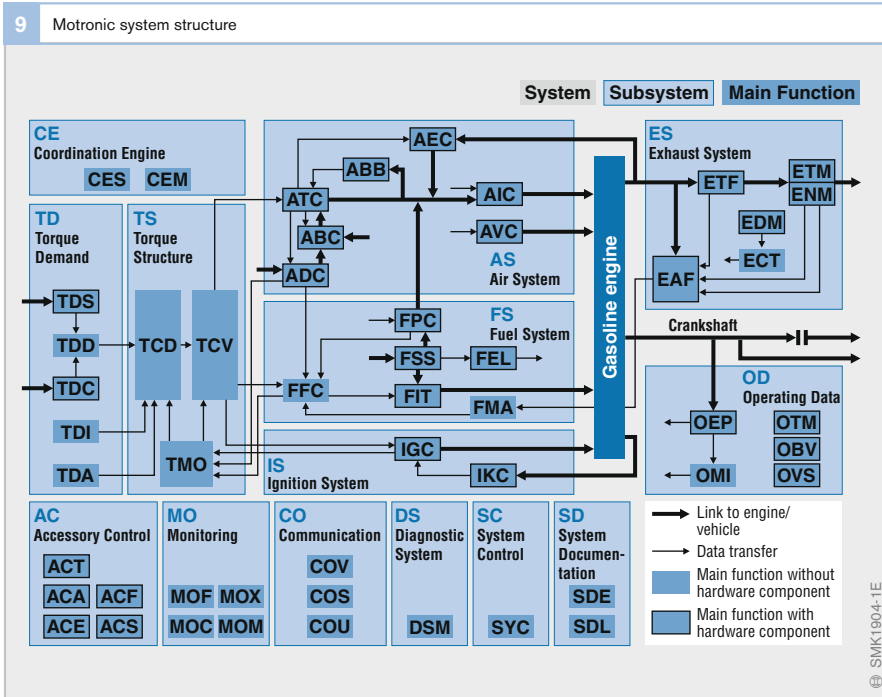 9 Motronic system structure
System Subsystem Main Function
CE
Coordination Engine
CES CEM
TD
Torque
Demand
TDS
TDD
TDC
TDI
TDA
TS
Torque
Structure
TCD TCV
TMO
AEC
ABB
ATC
AIC
ABC
AVC
ADC
AS
Air System
FS
Fuel System
FPC
FSS FEL
FFC FIT
FMA
IGC
IS
Ignition System
IKC
Gasoline engine
ES
Exhaust System
ETF
ETM
ENM
EDM
ECT
EAF
Crankshaft
OD
Operating Data
OEP OTM
OBV
OMI OVS
AC
Accessory Control
ACT
ACA ACF
ACE ACS
MO
Monitoring
MOF MOX
MOC MOM
CO
Communication
COV
COS
COU
DS
Diagnostic
System
DSM
SC
System
Control
SYC
SD
System
Documen-
tation
SDE
SDL
Link to engine/
vehicle
Data transfer
Main function without
hardware component
Main function with
hardware component
SMK1904-1E